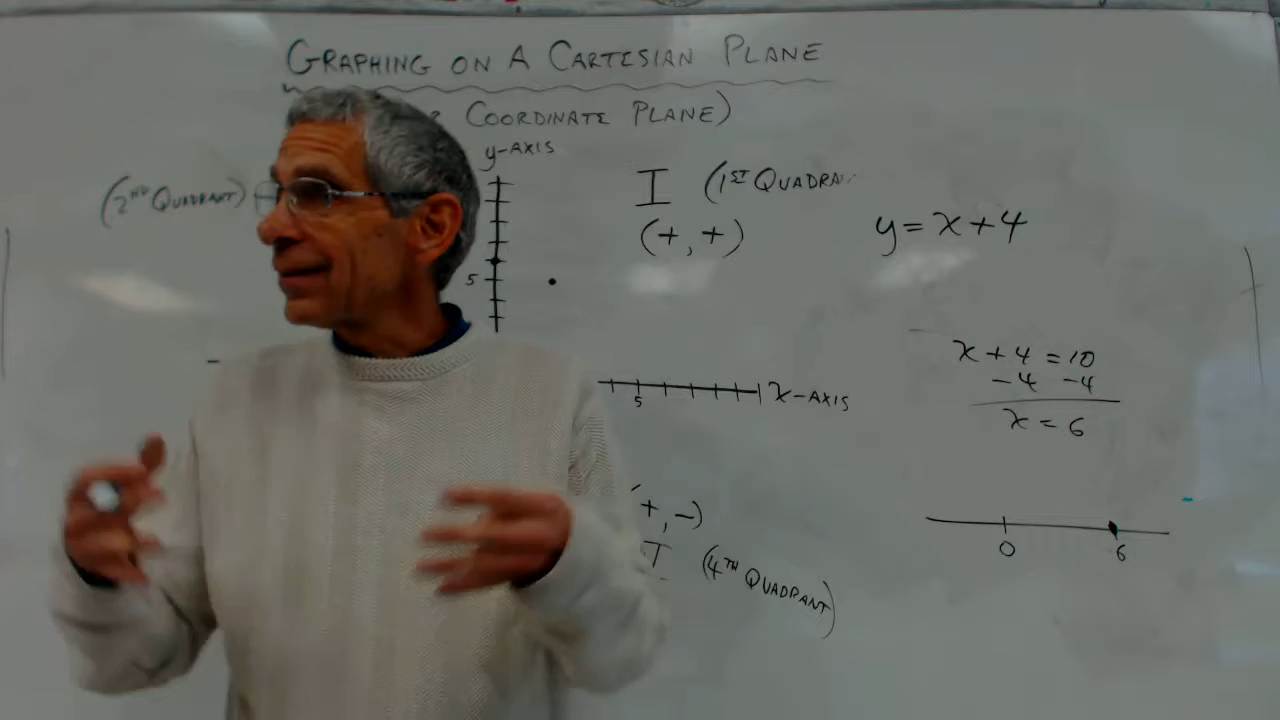 GRAPHING ON A CARTESIAN PLANE
COORDINATE PLANE)
y-AXIS
(2ND QUADRANT)
I (1ST
(+,+)
y=x+4
5
x+4=10
-4 -4
x=6
5
x-AXIS
+,-)
(4TH QUADRANT)
0 6